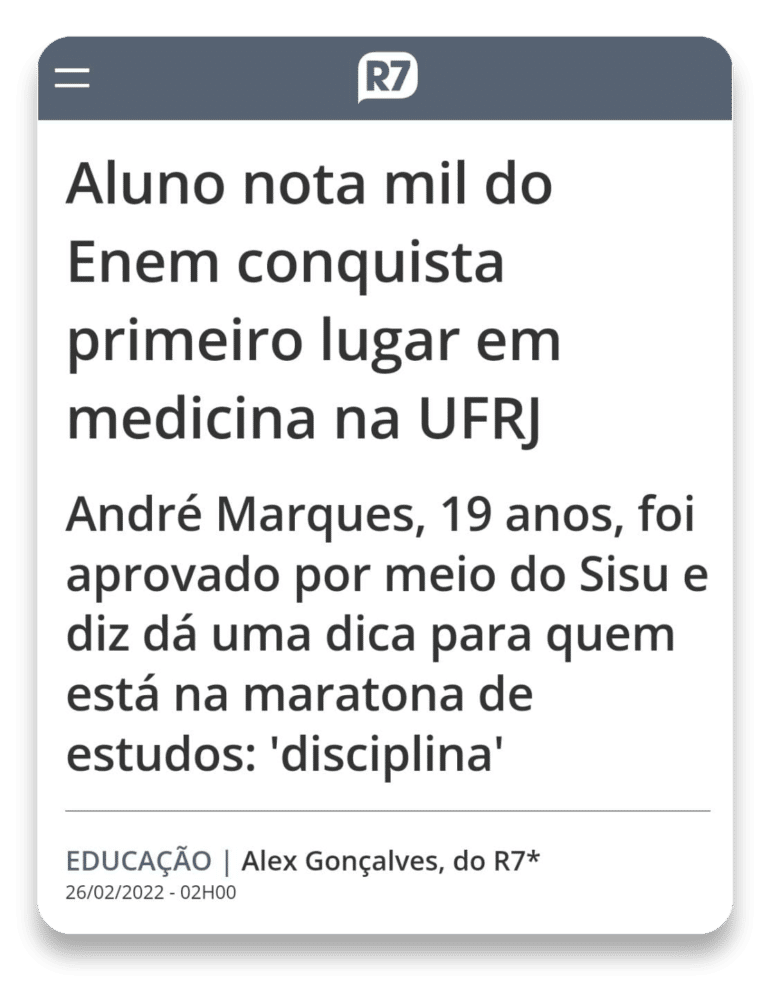 R7
Aluno nota mil do
Enem conquista
primeiro lugar em
medicina na UFRJ
André Marques, 19 anos, foi
aprovado por meio do Sisu e
diz dá uma dica para quem
está na maratona de
estudos: 'disciplina'
EDUCAÇÃO | Alex Gonçalves, do R7*
26/02/2022 - 02H00